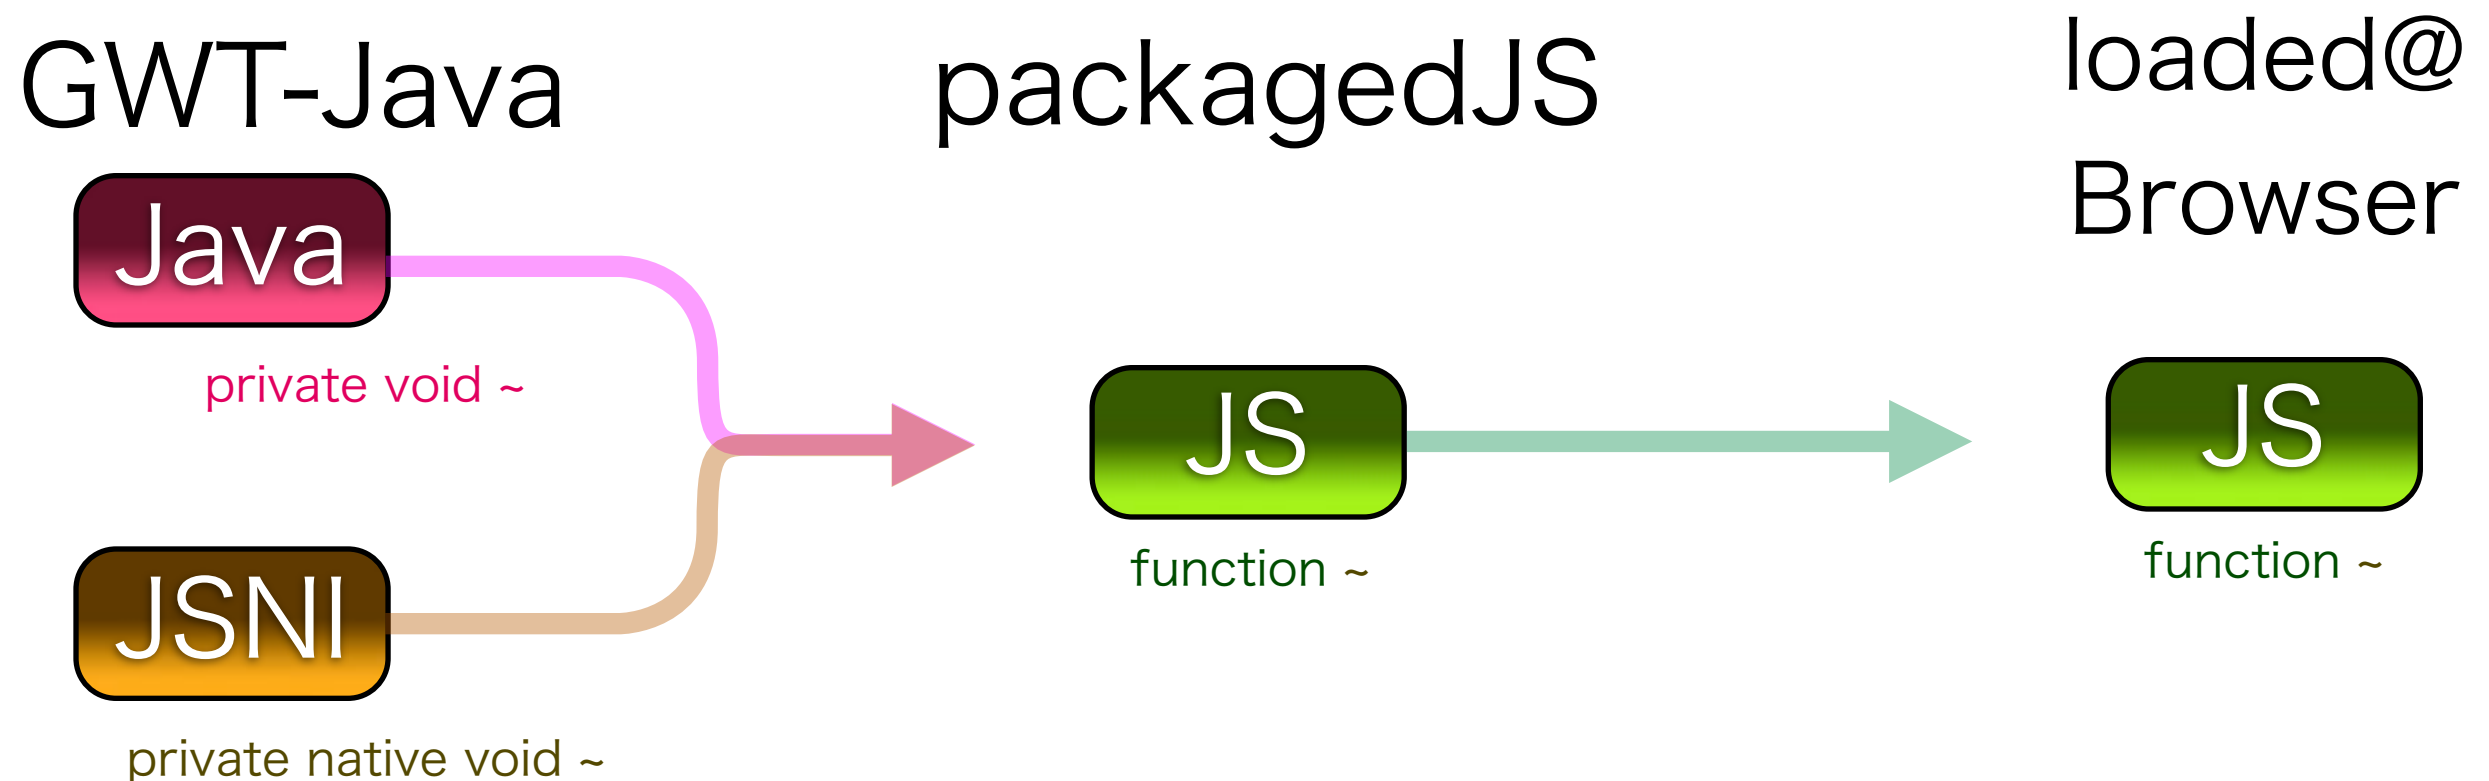 GWT-Java
packagedJS
loaded@
Browser
Java
private void ~
JS
function ~
JS
function ~
JSNI
private native void ~